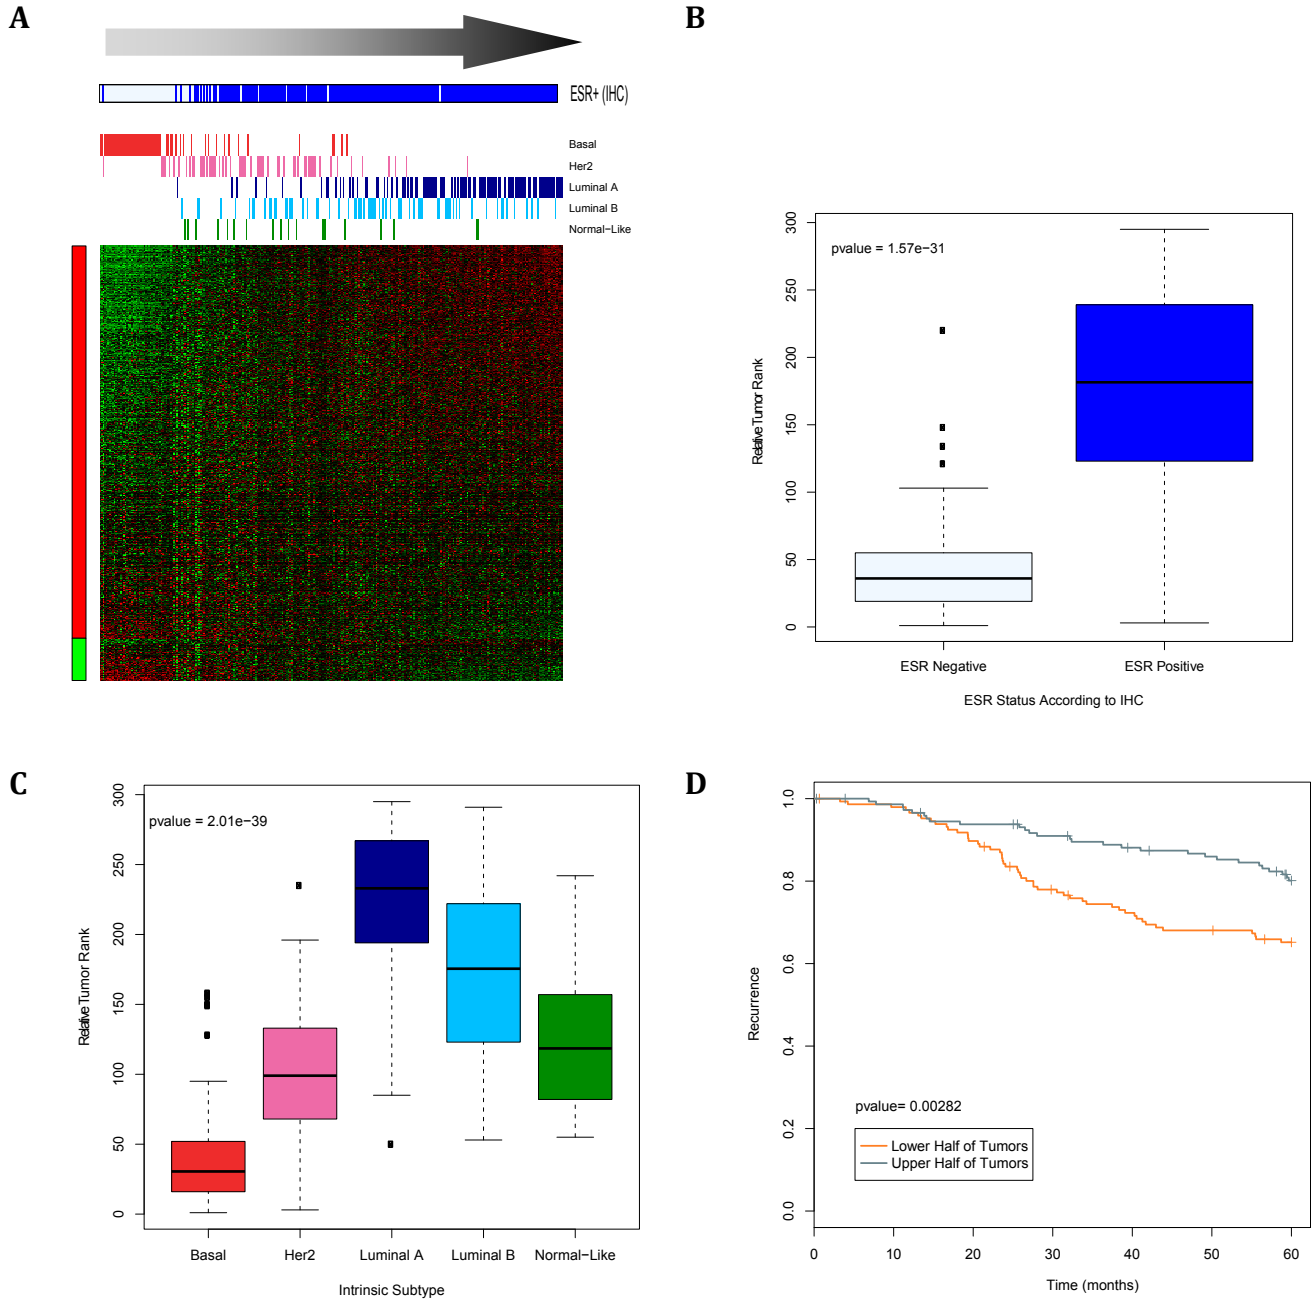 A
ESR+ (IHC)
Basal
Her2
Luminal A
Luminal B
Normal-Like
B
pvalue = 1.57e-31
Relative Tumor Rank
0
50
100
150
200
250
300
ESR Negative
ESR Positive
ESR Status According to IHC
C
pvalue = 2.01e-39
Relative Tumor Rank
0
50
100
150
200
250
300
Basal
Her2
Luminal A
Luminal B
Normal-Like
Intrinsic Subtype
D
Recurrence
0.0
0.2
0.4
0.6
0.8
1.0
pvalue= 0.00282
Lower Half of Tumors
Upper Half of Tumors
0
10
20
30
40
50
60
Time (months)